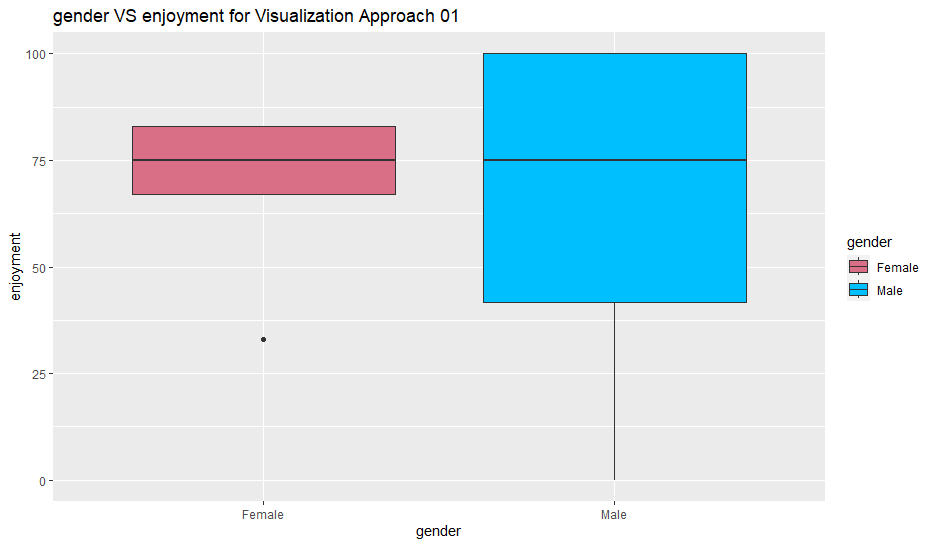 gender VS enjoyment for Visualization Approach 01
100
75
50
25
0
enjoyment
Female
Male
gender
gender
Female
Male